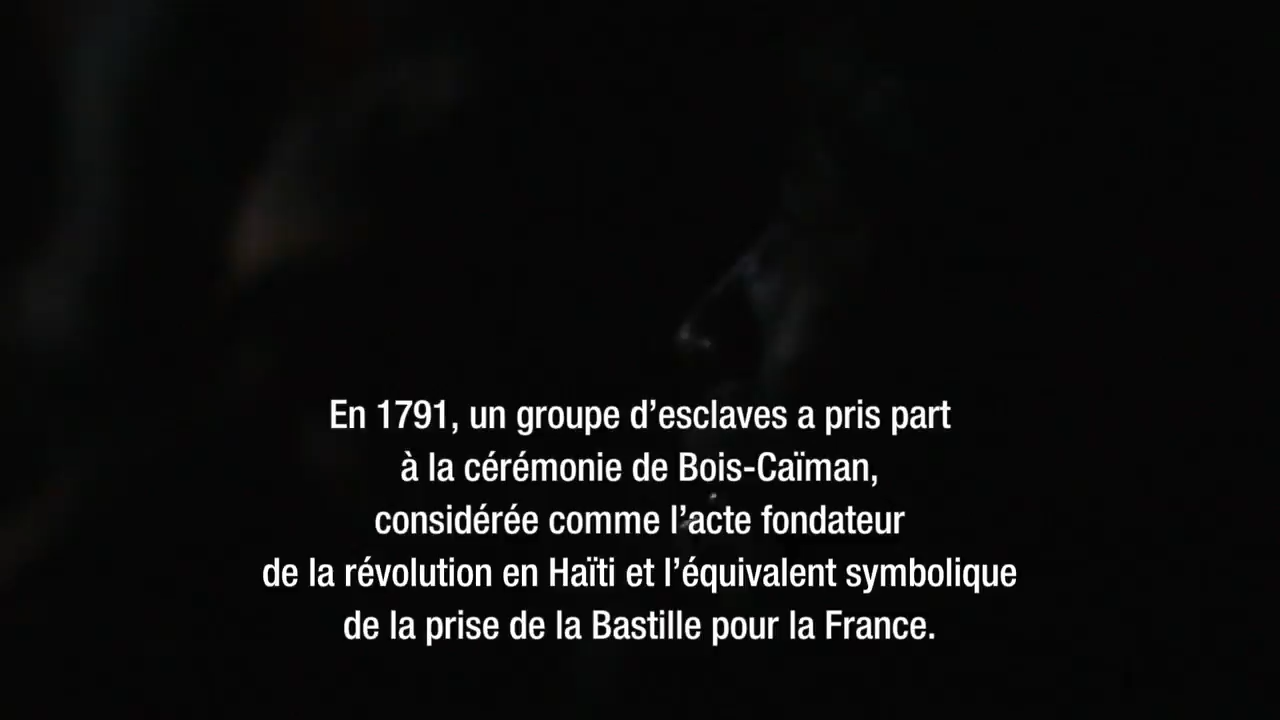 En 1791, un groupe d’esclaves a pris part
à la cérémonie de Bois-Caïman,
considérée comme l’acte fondateur
de la révolution en Haïti et l’équivalent symbolique
de la prise de la Bastille pour la France.